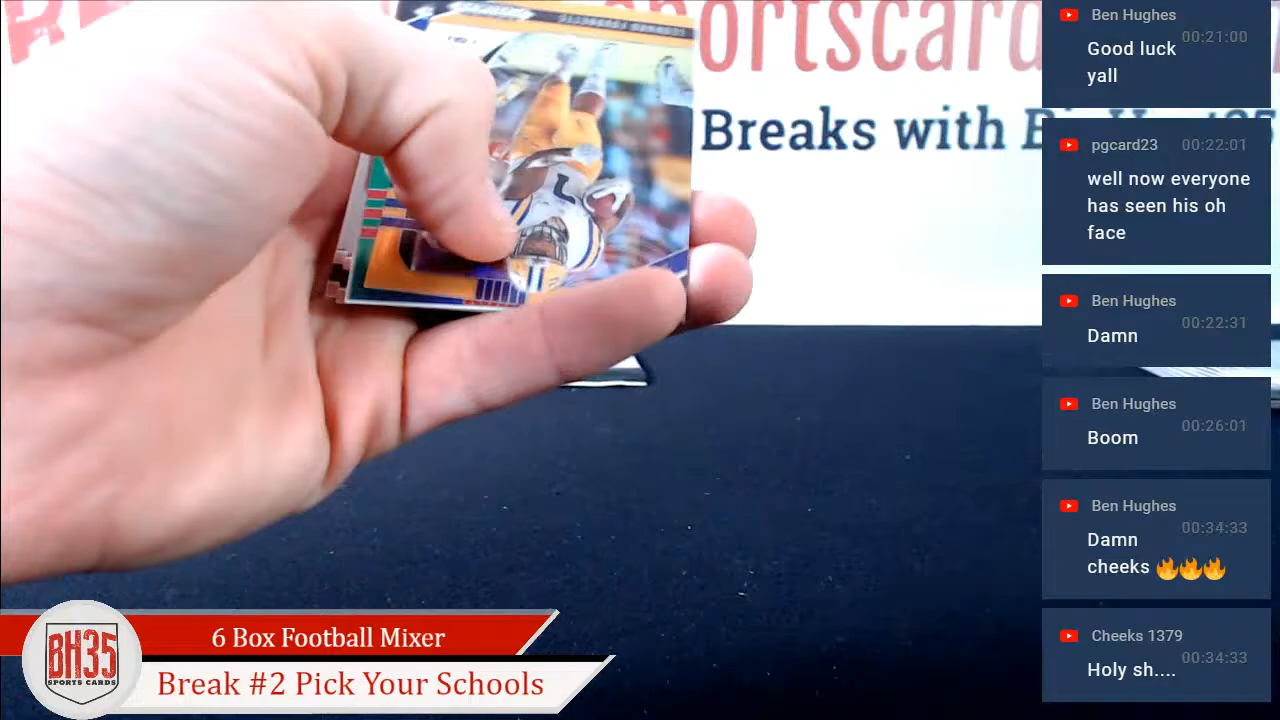 portscard
Breaks with B
Ben Hughes
00:21:00
Good luck
yall
pgcard23
00:22:01
well now everyone
has seen his oh
face
Ben Hughes
00:22:31
Damn
Ben Hughes
00:26:01
Boom
Ben Hughes
00:34:33
Damn
cheeks 🔥🔥🔥
Cheeks 1379
00:34:33
Holy sh....
BH35
SPORTS CARDS
6 Box Football Mixer
Break #2 Pick Your Schools